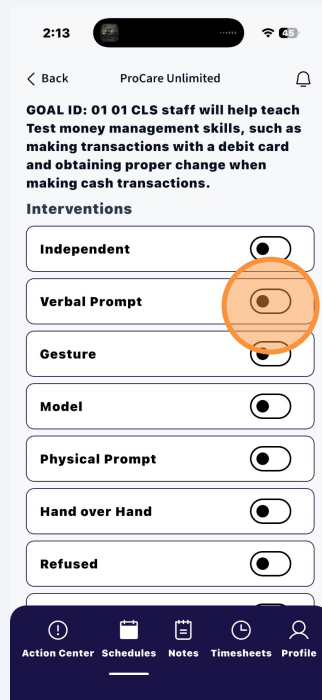 2:13
45
Back
ProCare Unlimited
GOAL ID: 01 01 CLS staff will help teach
Test money management skills, such as
making transactions with a debit card
and obtaining proper change when
making cash transactions.
Interventions
Independent
Verbal Prompt
Gesture
Model
Physical Prompt
Hand over Hand
Refused
Action Center Schedules Notes Timesheets Profile